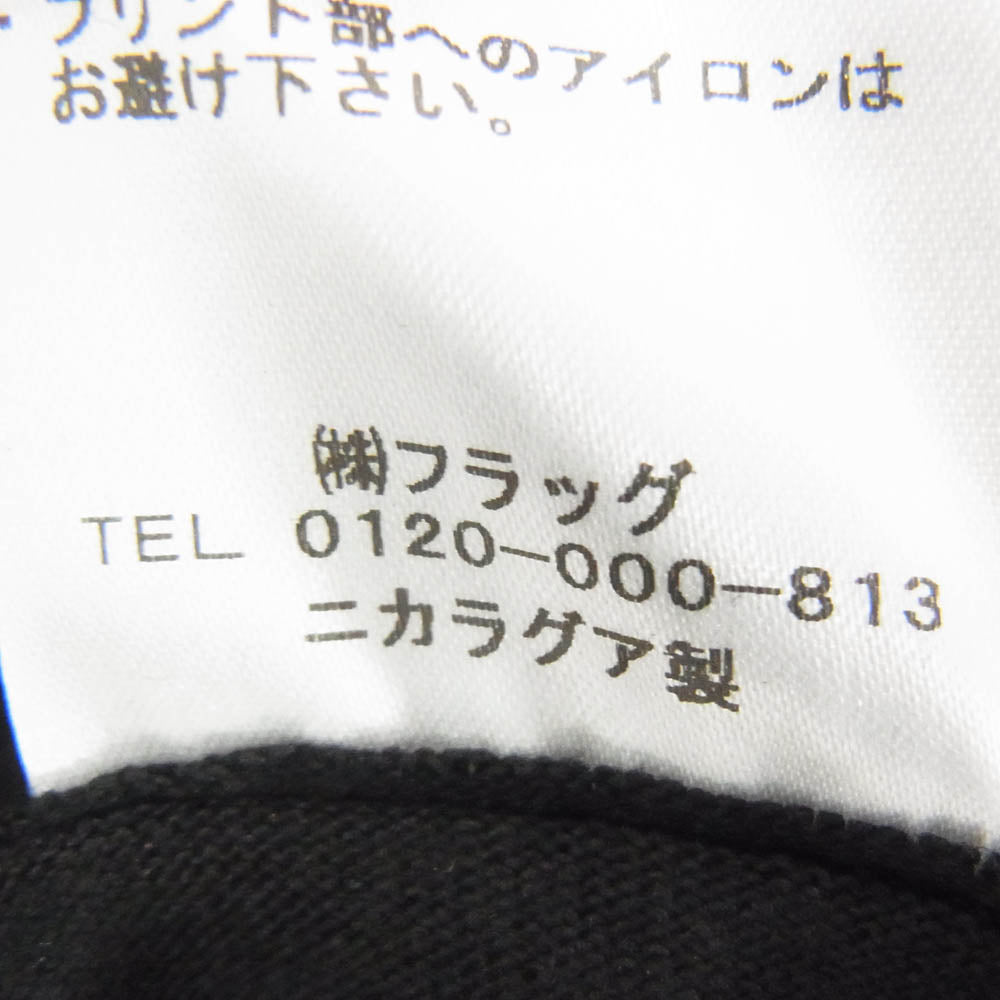 ・プリント部へのアイロンは
お避け下さい。
㈱フラッグ
TEL 0120-000-813
ニカラグア製